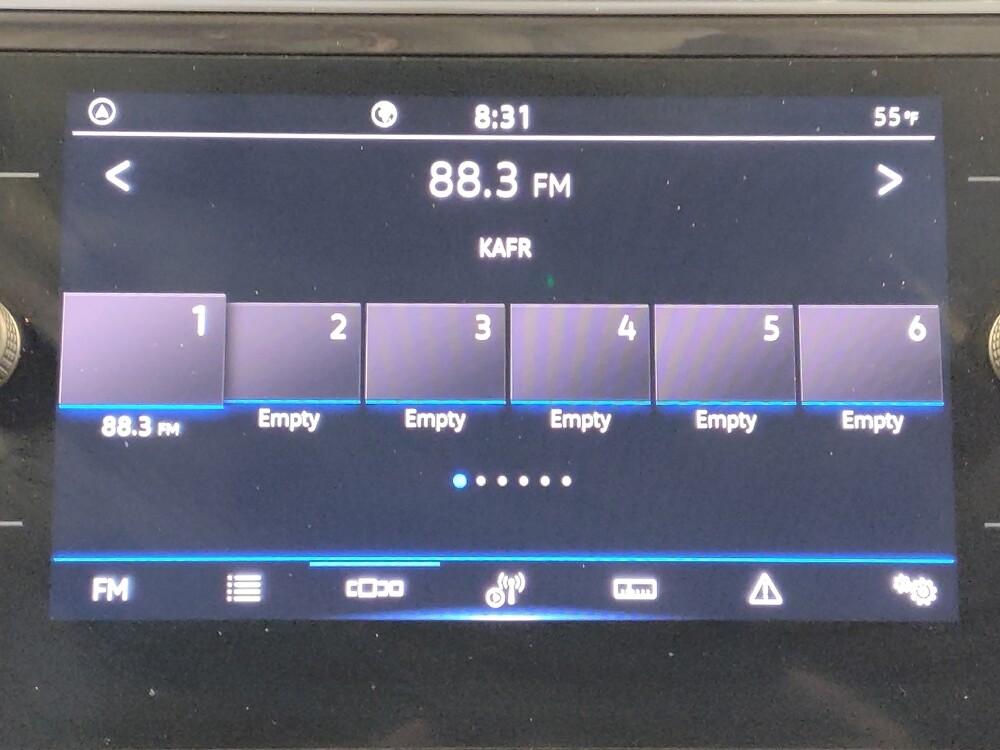 8:31 55°F
< 88.3 FM >
KAFR
1 2 3 4 5 6
88.3 FM Empty Empty Empty Empty Empty
FM